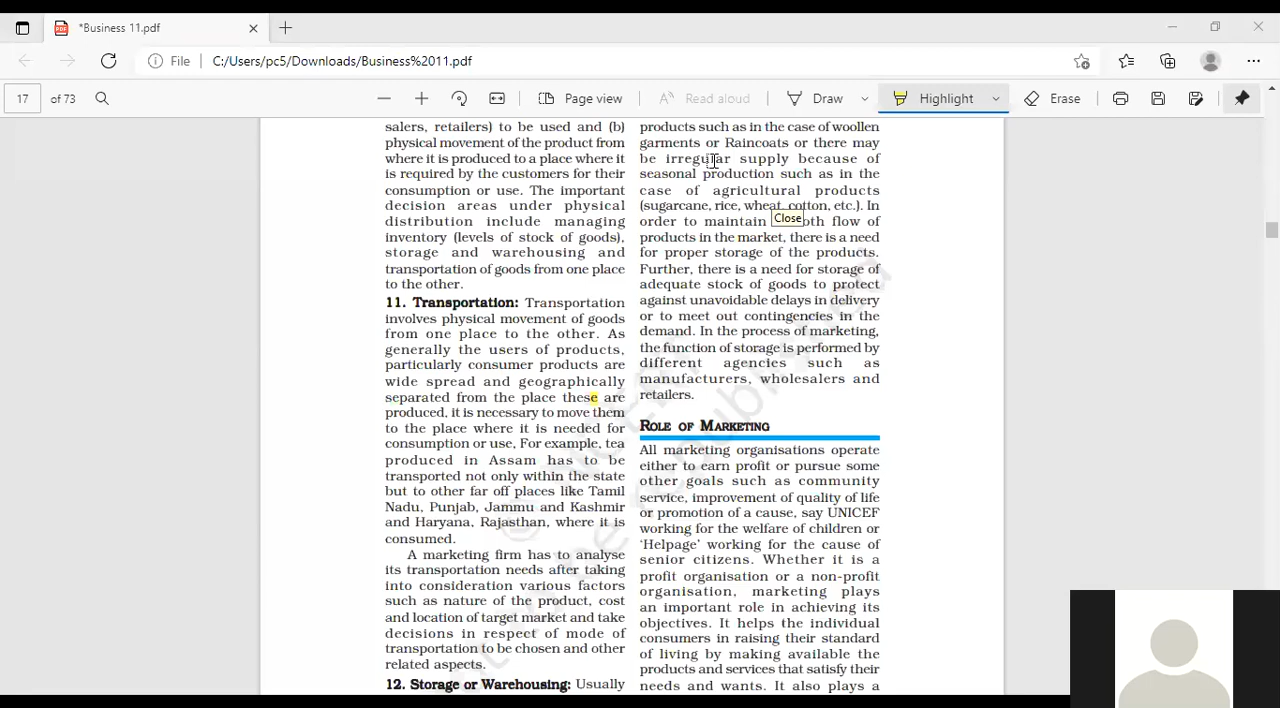 *Business 11.pdf
File
C:/Users/pc5/Downloads/Business%2011.pdf
17 of 73
Page view
Read aloud
Draw
Highlight
Erase
salers, retailers) to be used and (b)
physical movement of the product from
where it is produced to a place where it
is required by the customers for their
consumption or use. The important
decision areas under physical
distribution include managing
inventory (levels of stock of goods),
storage and warehousing and
transportation of goods from one place
to the other.
11. Transportation: Transportation
involves physical movement of goods
from one place to the other. As
generally the users of products,
particularly consumer products are
wide spread and geographically
separated from the place these are
produced, it is necessary to move them
to the place where it is needed for
consumption or use, For example, tea
produced in Assam has to be
transported not only within the state
but to other far off places like Tamil
Nadu, Punjab, Jammu and Kashmir
and Haryana, Rajasthan, where it is
consumed.
A marketing firm has to analyse
its transportation needs after taking
into consideration various factors
such as nature of the product, cost
and location of target market and take
decisions in respect of mode of
transportation to be chosen and other
related aspects.
12. Storage or Warehousing: Usually
products such as in the case of woollen
garments or Raincoats or there may
be irregular supply because of
seasonal production such as in the
case of agricultural products
(sugarcane, rice, wheat, cotton, etc.). In
order to maintain oth flow of
Close
products in the market, there is a need
for proper storage of the products.
Further, there is a need for storage of
adequate stock of goods to protect
against unavoidable delays in delivery
or to meet out contingencies in the
demand. In the process of marketing,
the function of storage is performed by
different agencies such as
manufacturers, wholesalers and
retailers.
ROLE OF MARKETING
All marketing organisations operate
either to earn profit or pursue some
other goals such as community
service, improvement of quality of life
or promotion of a cause, say UNICEF
working for the welfare of children or
‘Helpage’ working for the cause of
senior citizens. Whether it is a
profit organisation or a non-profit
organisation, marketing plays
an important role in achieving its
objectives. It helps the individual
consumers in raising their standard
of living by making available the
products and services that satisfy their
needs and wants. It also plays a